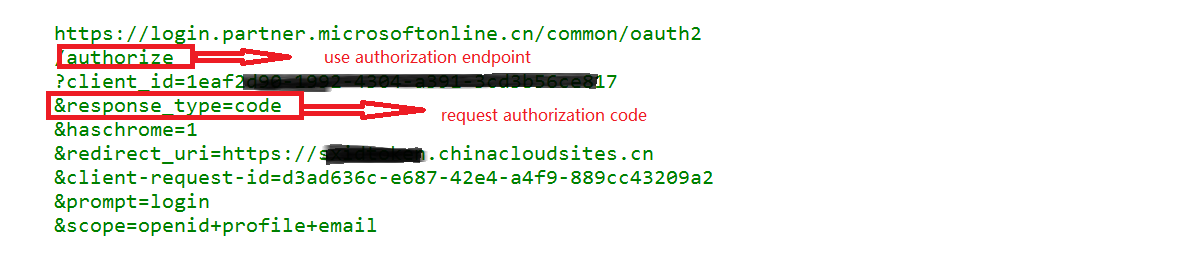 https://login.partner.microsoftonline.cn/common/oauth2
/authorize use authorization endpoint
?client_id=1eaf2 17
&response_type=code request authorization code
&haschrome=1
&redirect_uri=https:// .chinacloudsites.cn
&client-request-id=d3ad636c-e687-42e4-a4f9-889cc43209a2
&prompt=login
&scope=openid+profile+email